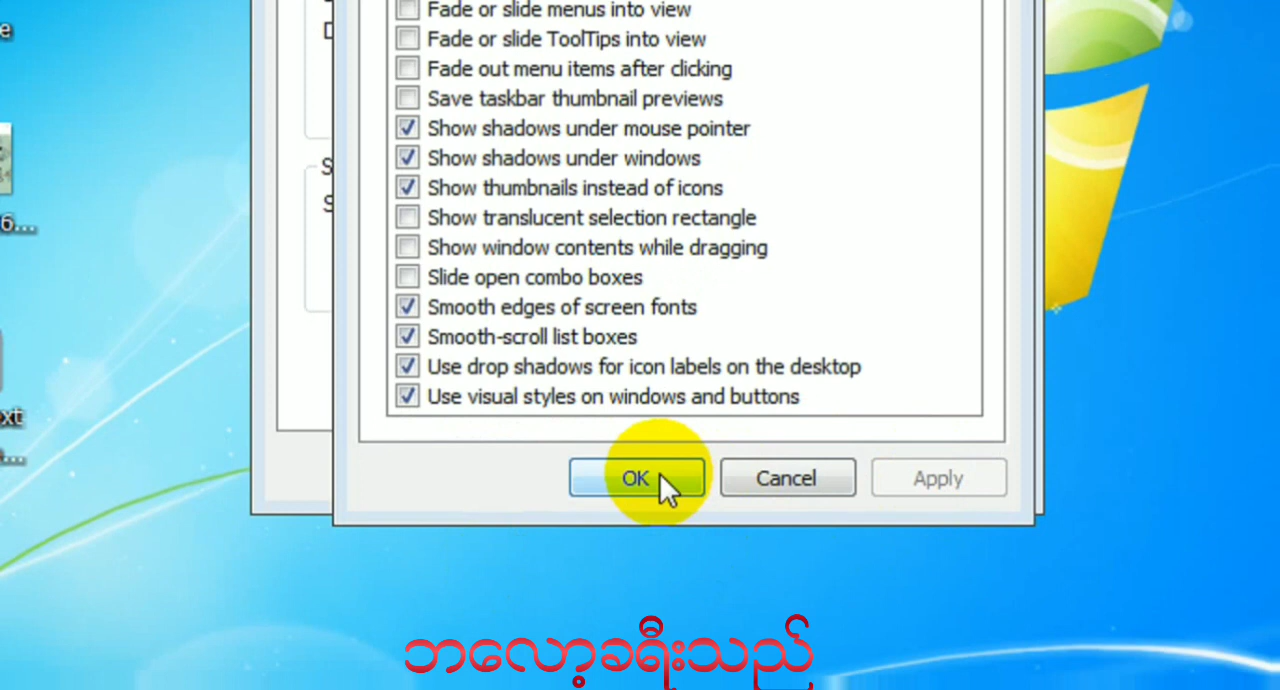 Fade or slide menus into view
Fade or slide ToolTips into view
Fade out menu items after clicking
Save taskbar thumbnail previews
Show shadows under mouse pointer
Show shadows under windows
Show thumbnails instead of icons
Show translucent selection rectangle
Show window contents while dragging
Slide open combo boxes
Smooth edges of screen fonts
Smooth-scroll list boxes
Use drop shadows for icon labels on the desktop
Use visual styles on windows and buttons
OK Cancel Apply
ဘလော့ခရီးသည်